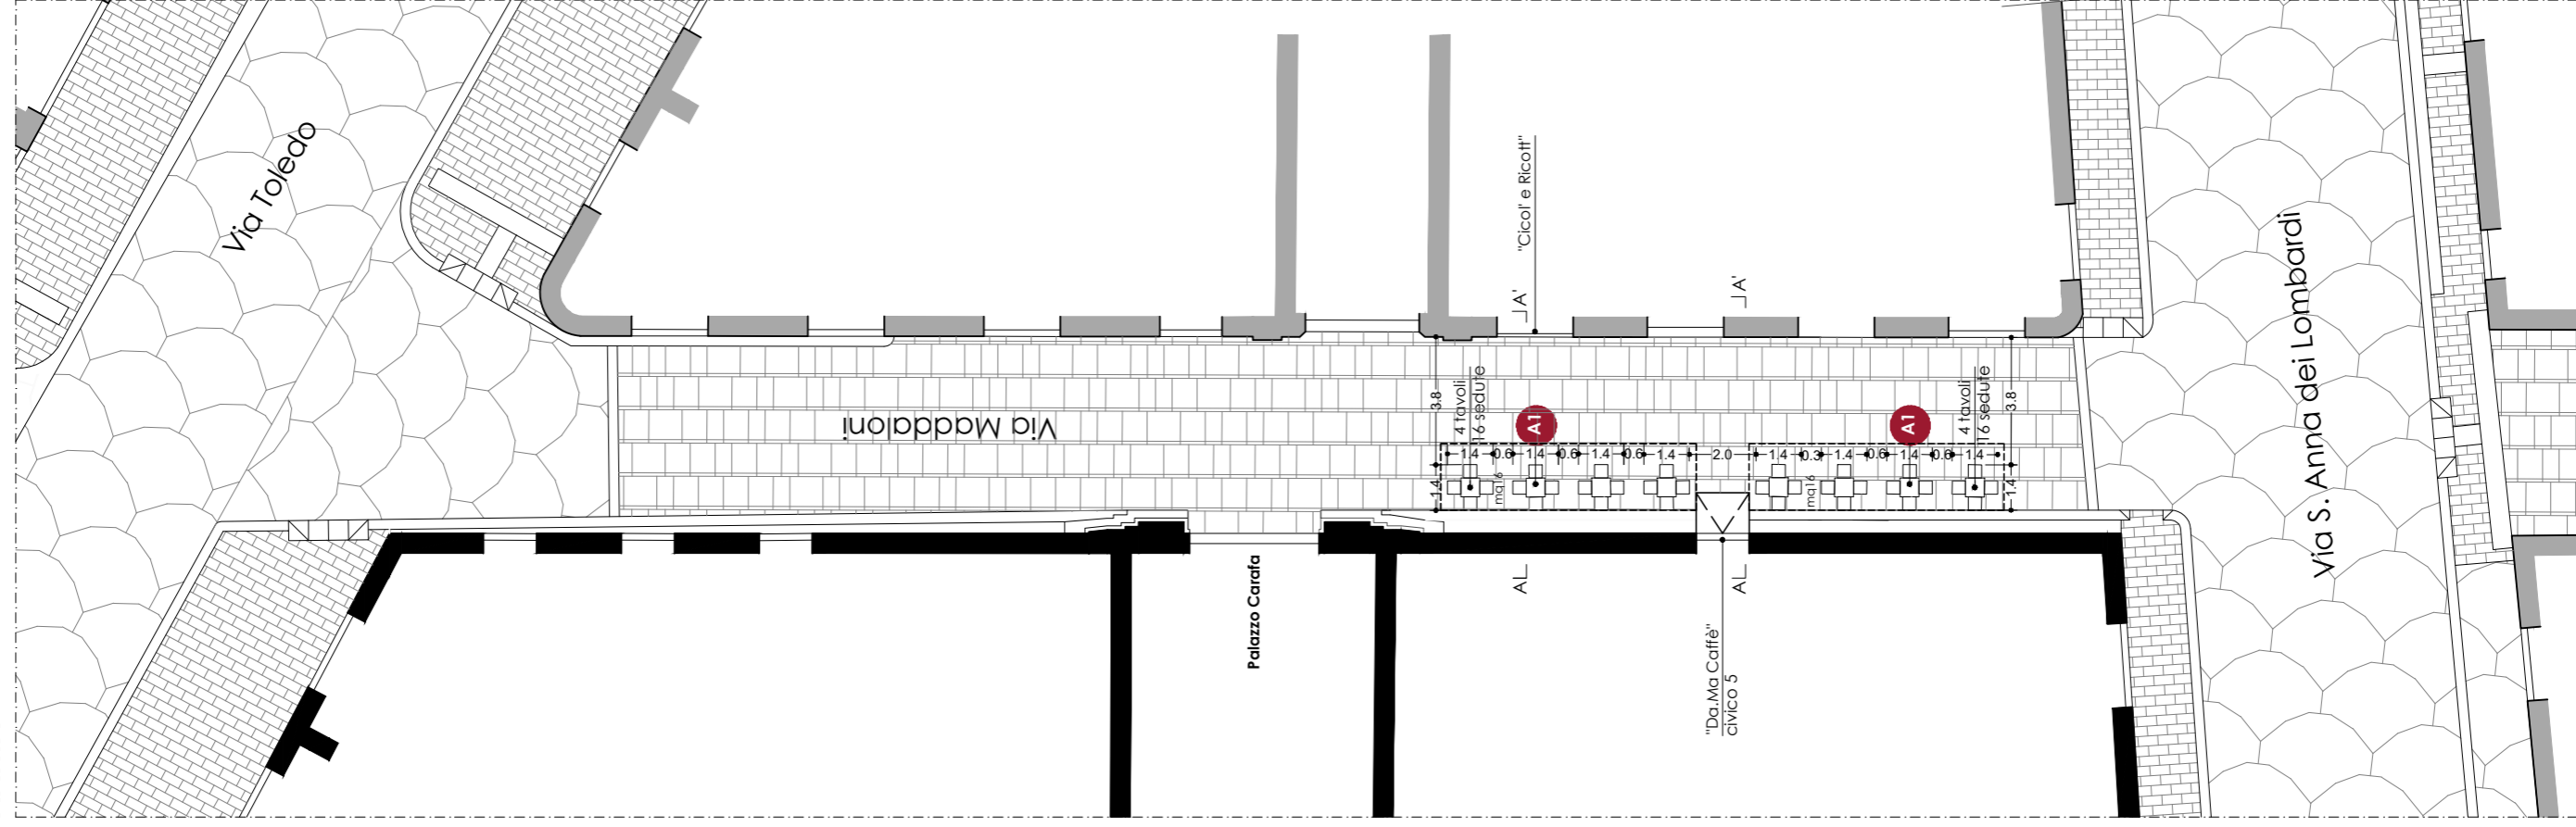 Via Toledo
"Cicol' e Ricott"
A'
A'
Via Maddaloni
3.8
4 tavoli
16 sedute
A1
A1
4 tavoli
16 sedute
3.8
1.4 0.6 1.4 0.6 1.4 0.6 1.4 2.0 1.4 0.3 1.4 0.6 1.4 0.6 1.4
1.4
mq16
mq16
1.4
Palazzo Carafa
A
A
"Da.Ma Caffè"
civico 5
Via S. Anna dei Lombardi